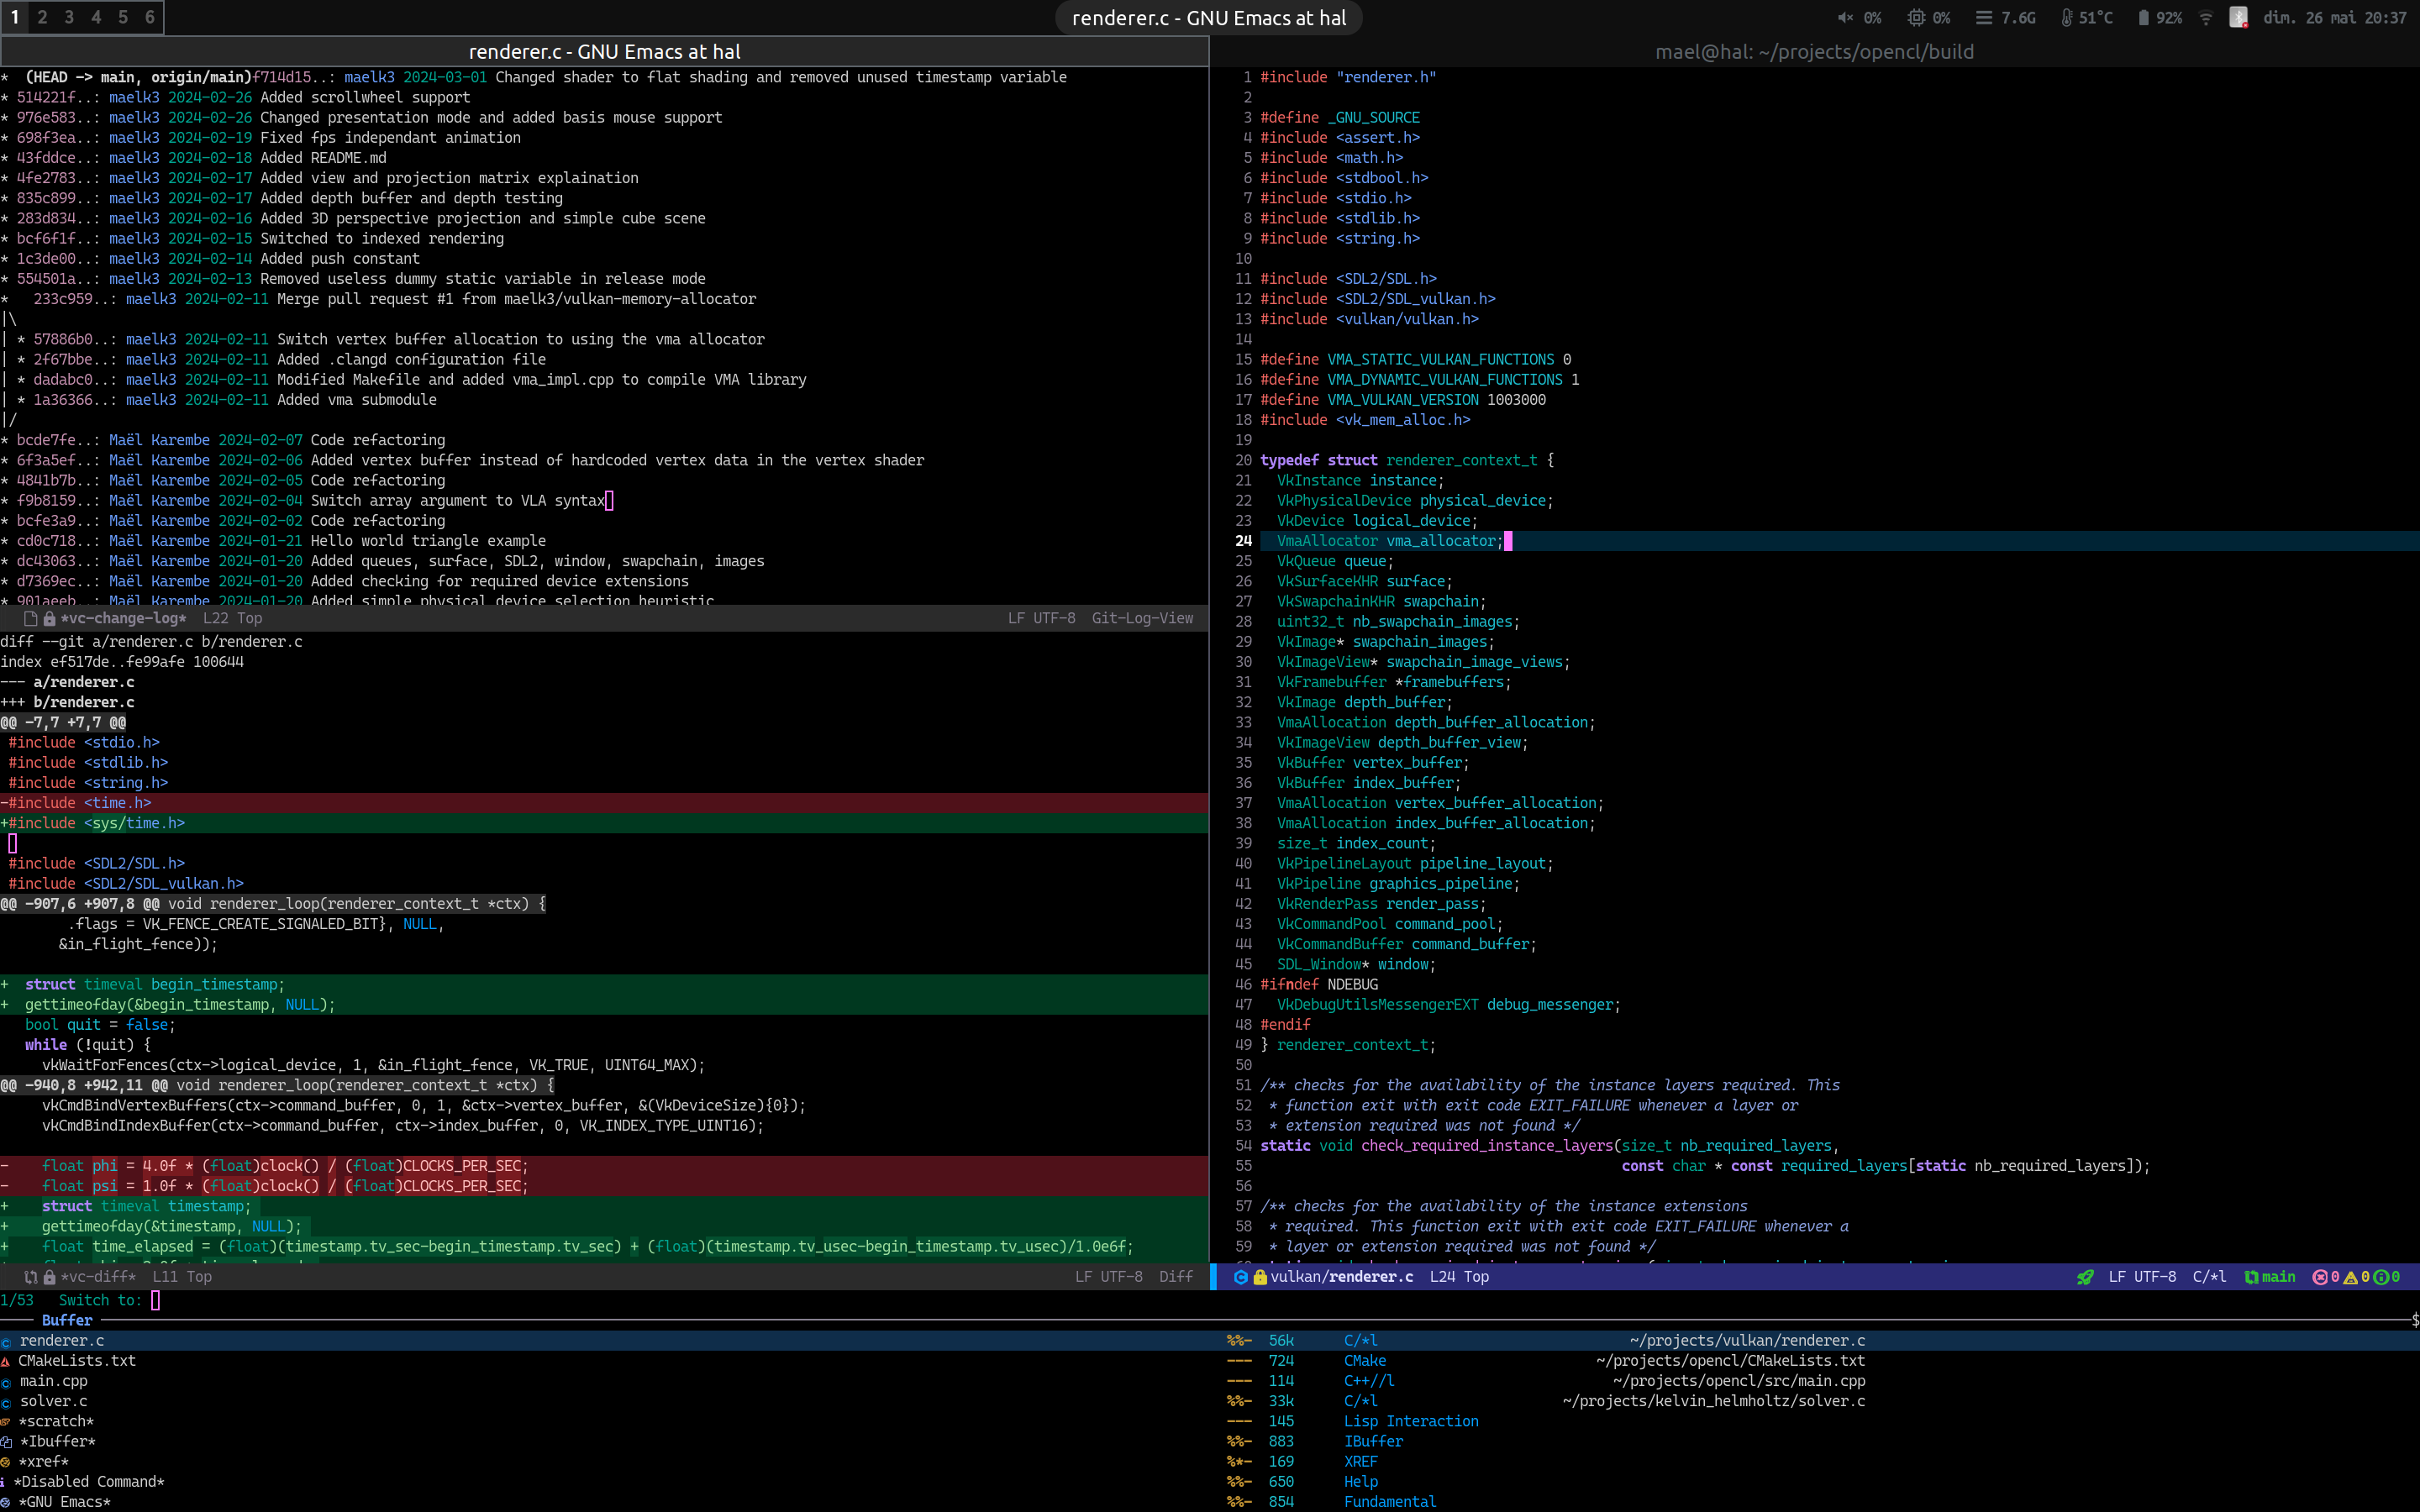 1 2 3 4 5 6
renderer.c - GNU Emacs at hal
0% 0% 7.6G 51°C 92% dim. 26 mai 20:37
renderer.c - GNU Emacs at hal
mael@hal: ~/projects/opencl/build
* (HEAD -> main, origin/main)f714d15..: maelk3 2024-03-01 Changed shader to flat shading and removed unused timestamp variable
* 514221f..: maelk3 2024-02-26 Added scrollwheel support
* 976e583..: maelk3 2024-02-26 Changed presentation mode and added basis mouse support
* 698f3ea..: maelk3 2024-02-19 Fixed fps independant animation
* 43fddce..: maelk3 2024-02-18 Added README.md
* 4fe2783..: maelk3 2024-02-17 Added view and projection matrix explaination
* 835c899..: maelk3 2024-02-17 Added depth buffer and depth testing
* 283d834..: maelk3 2024-02-16 Added 3D perspective projection and simple cube scene
* bcf6f1f..: maelk3 2024-02-15 Switched to indexed rendering
* 1c3de00..: maelk3 2024-02-14 Added push constant
* 554501a..: maelk3 2024-02-13 Removed useless dummy static variable in release mode
*   233c959..: maelk3 2024-02-11 Merge pull request #1 from maelk3/vulkan-memory-allocator
|\
| * 57886b0..: maelk3 2024-02-11 Switch vertex buffer allocation to using the vma allocator
| * 2f67bbe..: maelk3 2024-02-11 Added .clangd configuration file
| * dadabc0..: maelk3 2024-02-11 Modified Makefile and added vma_impl.cpp to compile VMA library
| * 1a36366..: maelk3 2024-02-11 Added vma submodule
|/
* bcde7fe..: Maël Karembe 2024-02-07 Code refactoring
* 6f3a5ef..: Maël Karembe 2024-02-06 Added vertex buffer instead of hardcoded vertex data in the vertex shader
* 4841b7b..: Maël Karembe 2024-02-05 Code refactoring
* f9b8159..: Maël Karembe 2024-02-04 Switch array argument to VLA syntax
* bcfe3a9..: Maël Karembe 2024-02-02 Code refactoring
* cd0c718..: Maël Karembe 2024-01-21 Hello world triangle example
* dc43063..: Maël Karembe 2024-01-20 Added queues, surface, SDL2, window, swapchain, images
* d7369ec..: Maël Karembe 2024-01-20 Added checking for required device extensions
* 901aeeb..: Maël Karembe 2024-01-20 Added simple physical device selection heuristic
*vc-change-log* L22 Top LF UTF-8 Git-Log-View
diff --git a/renderer.c b/renderer.c
index ef517de..fe99afe 100644
--- a/renderer.c
+++ b/renderer.c
@@ -7,7 +7,7 @@
 #include <stdio.h>
 #include <stdlib.h>
 #include <string.h>
-#include <time.h>
+#include <sys/time.h>
 #include <SDL2/SDL.h>
 #include <SDL2/SDL_vulkan.h>
@@ -907,6 +907,8 @@ void renderer_loop(renderer_context_t *ctx) {
        .flags = VK_FENCE_CREATE_SIGNALED_BIT}, NULL,
       &in_flight_fence));
+  struct timeval begin_timestamp;
+  gettimeofday(&begin_timestamp, NULL);
   bool quit = false;
   while (!quit) {
     vkWaitForFences(ctx->logical_device, 1, &in_flight_fence, VK_TRUE, UINT64_MAX);
@@ -940,8 +942,11 @@ void renderer_loop(renderer_context_t *ctx) {
     vkCmdBindVertexBuffers(ctx->command_buffer, 0, 1, &ctx->vertex_buffer, &(VkDeviceSize){0});
     vkCmdBindIndexBuffer(ctx->command_buffer, ctx->index_buffer, 0, VK_INDEX_TYPE_UINT16);
-    float phi = 4.0f * (float)clock() / (float)CLOCKS_PER_SEC;
-    float psi = 1.0f * (float)clock() / (float)CLOCKS_PER_SEC;
+    struct timeval timestamp;
+    gettimeofday(&timestamp, NULL);
+    float time_elapsed = (float)(timestamp.tv_sec-begin_timestamp.tv_sec) + (float)(timestamp.tv_usec-begin_timestamp.tv_usec)/1.0e6f;
*vc-diff* L11 Top LF UTF-8 Diff
1 #include "renderer.h"
2
3 #define _GNU_SOURCE
4 #include <assert.h>
5 #include <math.h>
6 #include <stdbool.h>
7 #include <stdio.h>
8 #include <stdlib.h>
9 #include <string.h>
10
11 #include <SDL2/SDL.h>
12 #include <SDL2/SDL_vulkan.h>
13 #include <vulkan/vulkan.h>
14
15 #define VMA_STATIC_VULKAN_FUNCTIONS 0
16 #define VMA_DYNAMIC_VULKAN_FUNCTIONS 1
17 #define VMA_VULKAN_VERSION 1003000
18 #include <vk_mem_alloc.h>
19
20 typedef struct renderer_context_t {
21   VkInstance instance;
22   VkPhysicalDevice physical_device;
23   VkDevice logical_device;
24   VmaAllocator vma_allocator;
25   VkQueue queue;
26   VkSurfaceKHR surface;
27   VkSwapchainKHR swapchain;
28   uint32_t nb_swapchain_images;
29   VkImage* swapchain_images;
30   VkImageView* swapchain_image_views;
31   VkFramebuffer *framebuffers;
32   VkImage depth_buffer;
33   VmaAllocation depth_buffer_allocation;
34   VkImageView depth_buffer_view;
35   VkBuffer vertex_buffer;
36   VkBuffer index_buffer;
37   VmaAllocation vertex_buffer_allocation;
38   VmaAllocation index_buffer_allocation;
39   size_t index_count;
40   VkPipelineLayout pipeline_layout;
41   VkPipeline graphics_pipeline;
42   VkRenderPass render_pass;
43   VkCommandPool command_pool;
44   VkCommandBuffer command_buffer;
45   SDL_Window* window;
46 #ifndef NDEBUG
47   VkDebugUtilsMessengerEXT debug_messenger;
48 #endif
49 } renderer_context_t;
50
51 /** checks for the availability of the instance layers required. This
52  * function exit with exit code EXIT_FAILURE whenever a layer or
53  * extension required was not found */
54 static void check_required_instance_layers(size_t nb_required_layers,
55                                            const char * const required_layers[static nb_required_layers]);
56
57 /** checks for the availability of the instance extensions
58  * required. This function exit with exit code EXIT_FAILURE whenever a
59  * layer or extension required was not found */
vulkan/renderer.c L24 Top LF UTF-8 C/*l main 0 0 0
1/53 Switch to:
Buffer $
renderer.c %%- 56k C/*l ~/projects/vulkan/renderer.c
CMakeLists.txt --- 724 CMake ~/projects/opencl/CMakeLists.txt
main.cpp --- 114 C++//l ~/projects/opencl/src/main.cpp
solver.c %%- 33k C/*l ~/projects/kelvin_helmholtz/solver.c
*scratch* --- 145 Lisp Interaction
*Ibuffer* %%- 883 IBuffer
*xref* %*- 169 XREF
*Disabled Command* %%- 650 Help
*GNU Emacs* %%- 854 Fundamental